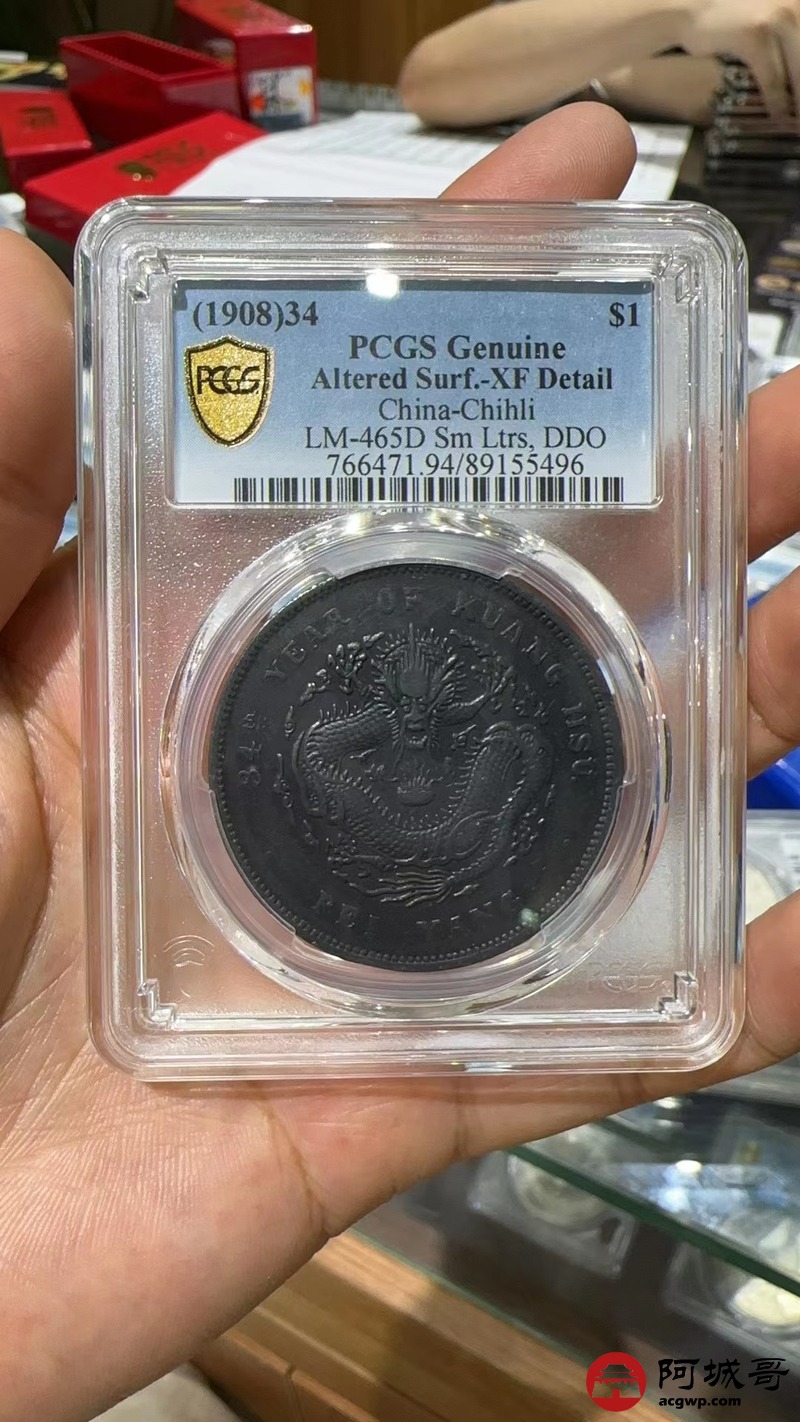 (1908)34 $1
PCGS Genuine
PCGS
Altered Surf.-XF Detail
China-Chihli
LM-465D Sm Ltrs, DDO
766471.94/89155496
34TH YEAR OF KUANG HSU
PEI YANG
阿城哥
acgwp.com